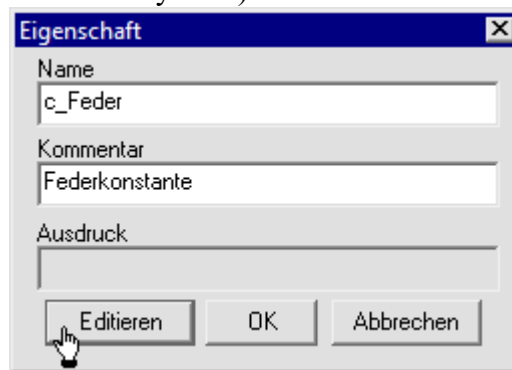 Eigenschaft
Name
c_Feder
Kommentar
Federkonstante
Ausdruck
Editieren OK Abbrechen